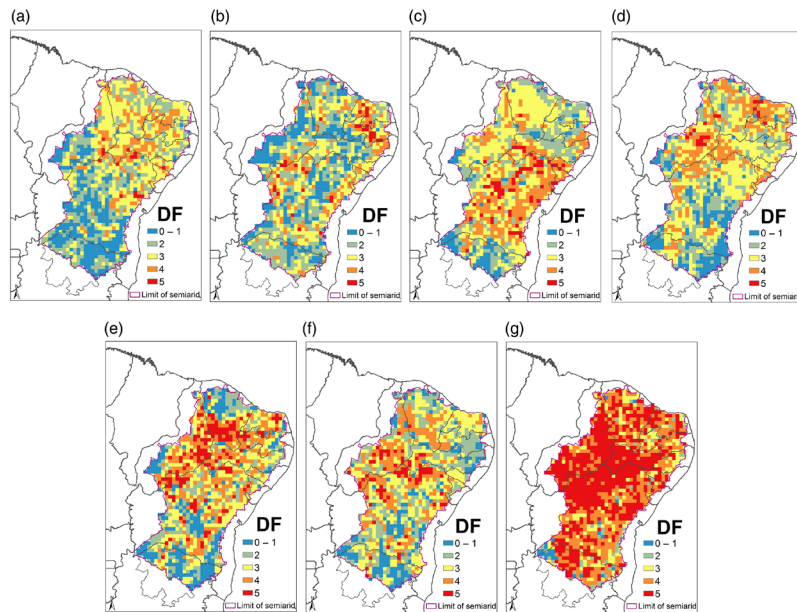 (a)
DF
0 – 1
2
3
4
5
Limit of semiarid
(b)
DF
0 – 1
2
3
4
5
Limit of semiarid
(c)
DF
0 – 1
2
3
4
5
Limit of semiarid
(d)
DF
0 – 1
2
3
4
5
Limit of semiarid
(e)
DF
0 – 1
2
3
4
5
Limit of semiarid
(f)
DF
0 – 1
2
3
4
5
Limit of semiarid
(g)
DF
0 – 1
2
3
4
5
Limit of semiarid